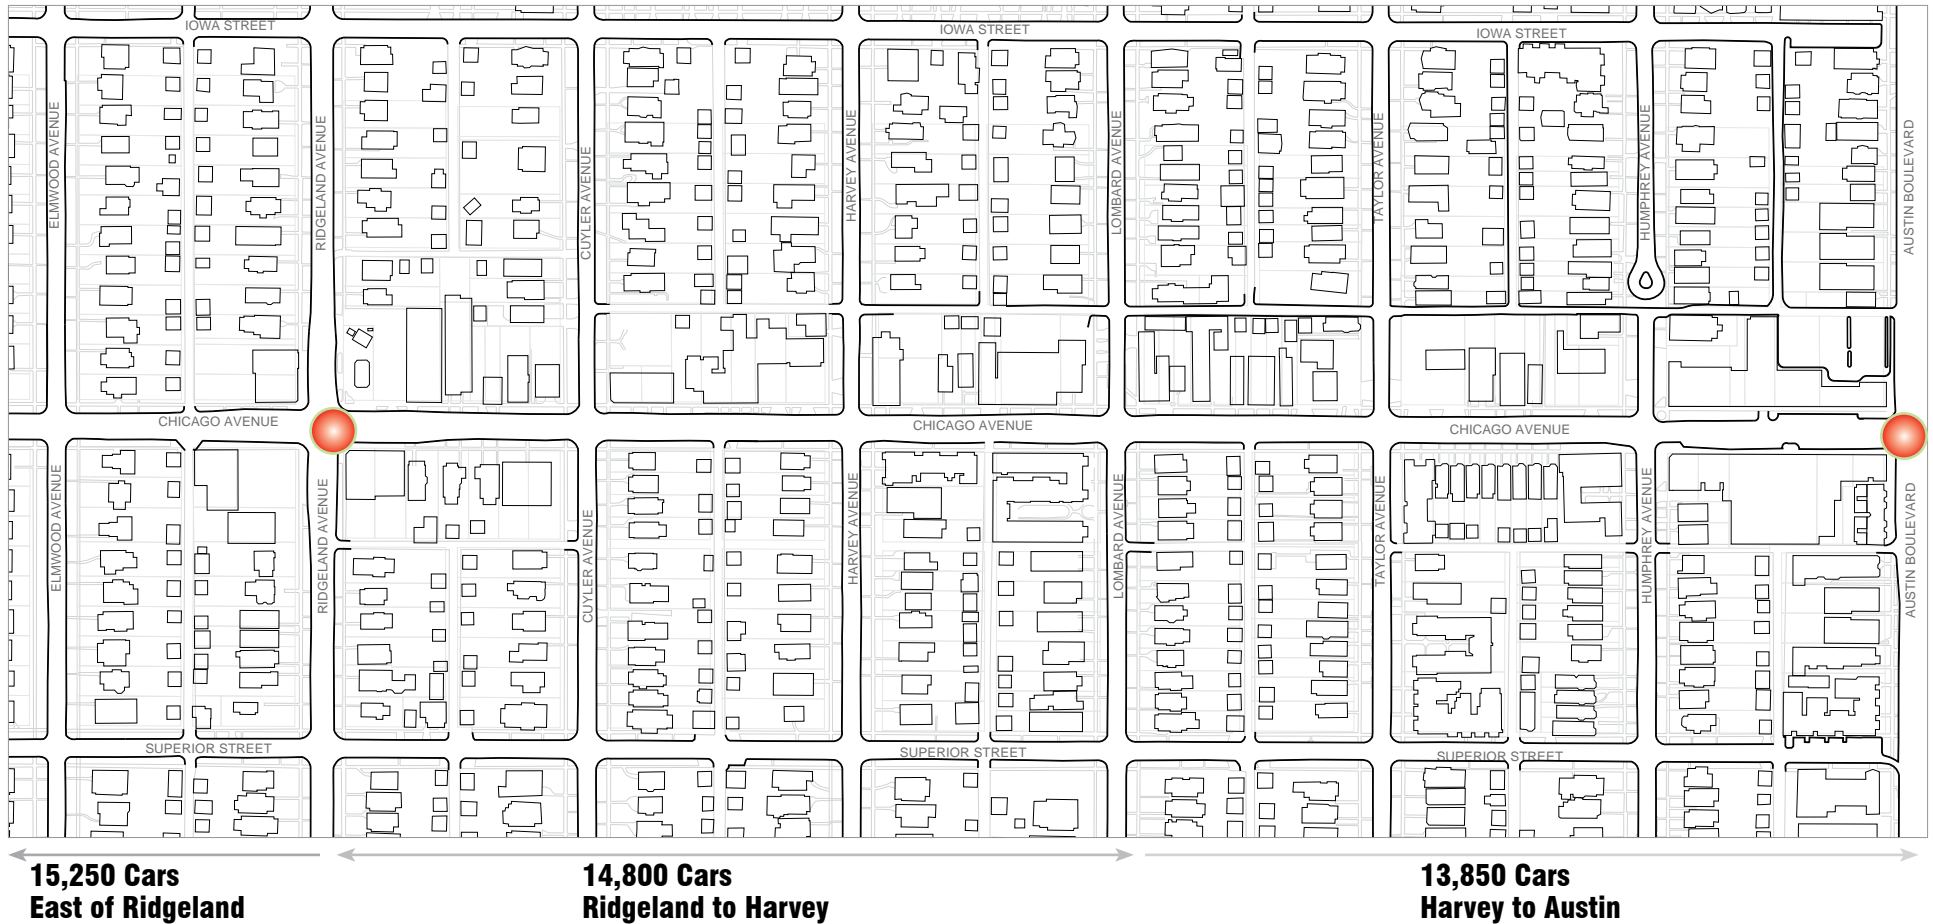 IOWA STREET
IOWA STREET
IOWA STREET
ELMWOOD AVENUE
RIDGELAND AVENUE
CUYLER AVENUE
HARVEY AVENUE
LOMBARD AVENUE
TAYLOR AVENUE
HUMPHREY AVENUE
AUSTIN BOULEVARD
CHICAGO AVENUE
CHICAGO AVENUE
CHICAGO AVENUE
ELMWOOD AVENUE
RIDGELAND AVENUE
CUYLER AVENUE
HARVEY AVENUE
LOMBARD AVENUE
TAYLOR AVENUE
HUMPHREY AVENUE
AUSTIN BOULEVARD
SUPERIOR STREET
SUPERIOR STREET
SUPERIOR STREET
15,250 Cars
East of Ridgeland
14,800 Cars
Ridgeland to Harvey
13,850 Cars
Harvey to Austin